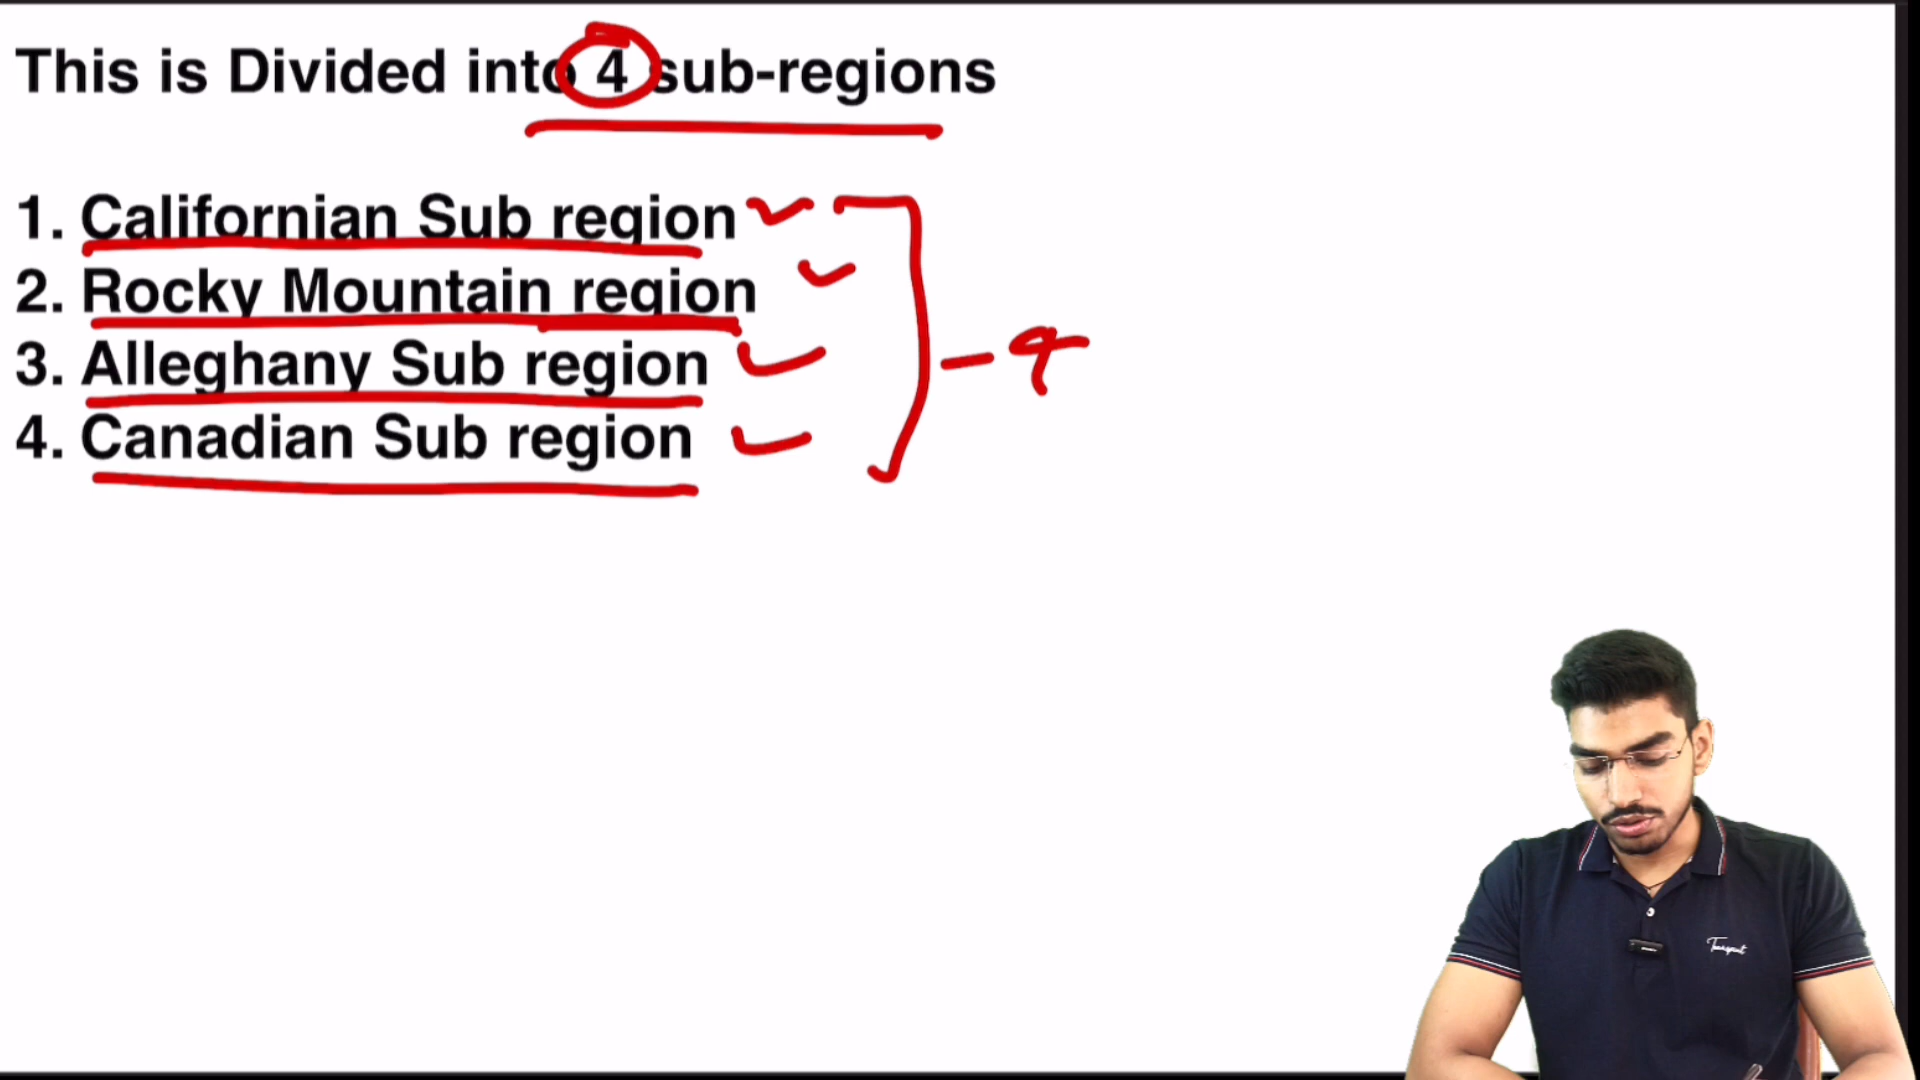 This is Divided into 4 sub-regions
1. Californian Sub region
2. Rocky Mountain region
3. Alleghany Sub region
4. Canadian Sub region
- 4